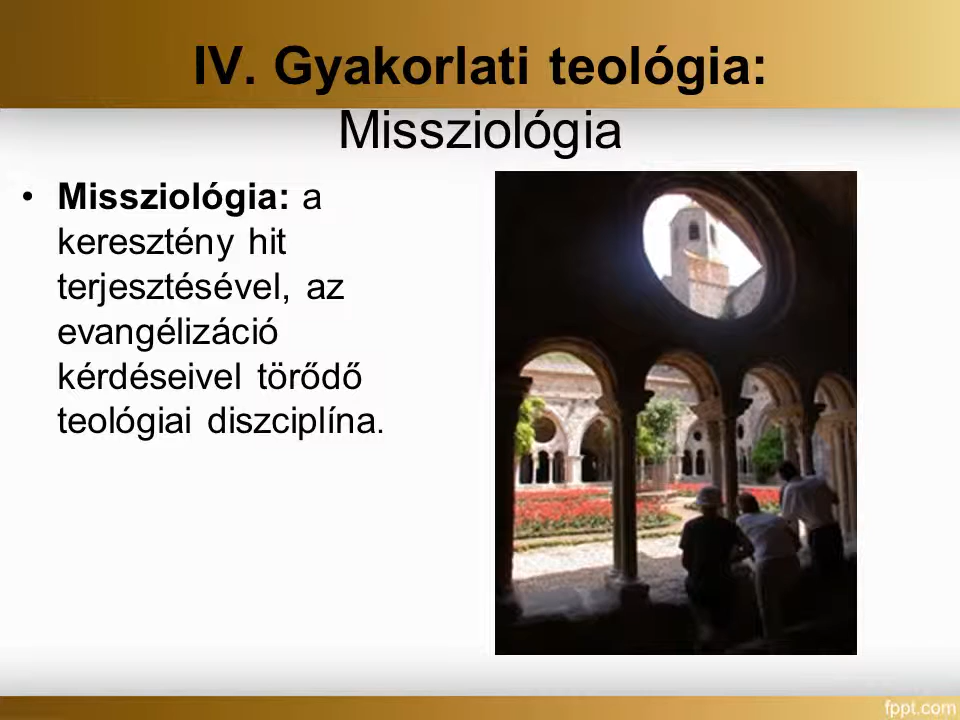 IV. Gyakorlati teológia:
Missziológia
• Missziológia: a
keresztény hit
terjesztésével, az
evangélizáció
kérdéseivel törődő
teológiai diszciplína.
fppt.com